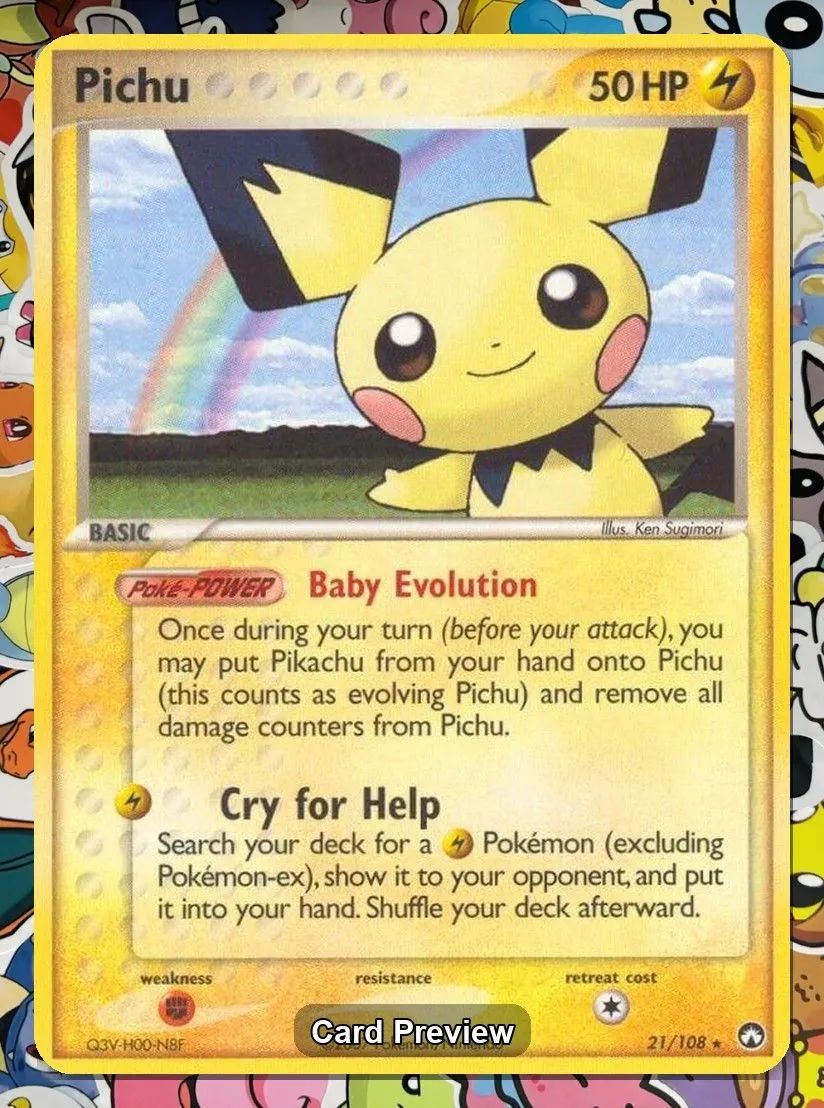 Pichu 50 HP
BASIC Illus. Ken Sugimori
Poké-POWER Baby Evolution
Once during your turn (before your attack), you
may put Pikachu from your hand onto Pichu
(this counts as evolving Pichu) and remove all
damage counters from Pichu.
Cry for Help
Search your deck for a Pokémon (excluding
Pokémon-ex), show it to your opponent, and put
it into your hand. Shuffle your deck afterward.
weakness resistance retreat cost
Card Preview
Q3V-H00-N8F 21/108